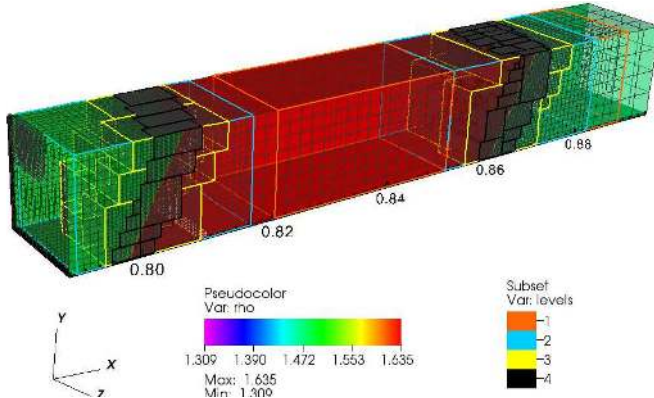 0.80
0.82
0.84
0.86
0.88
Pseudocolor
Var: rho
1.309 1.390 1.472 1.553 1.635
Max: 1.635
Min: 1.309
Subset
Var: levels
1
2
3
4
Y
X
Z